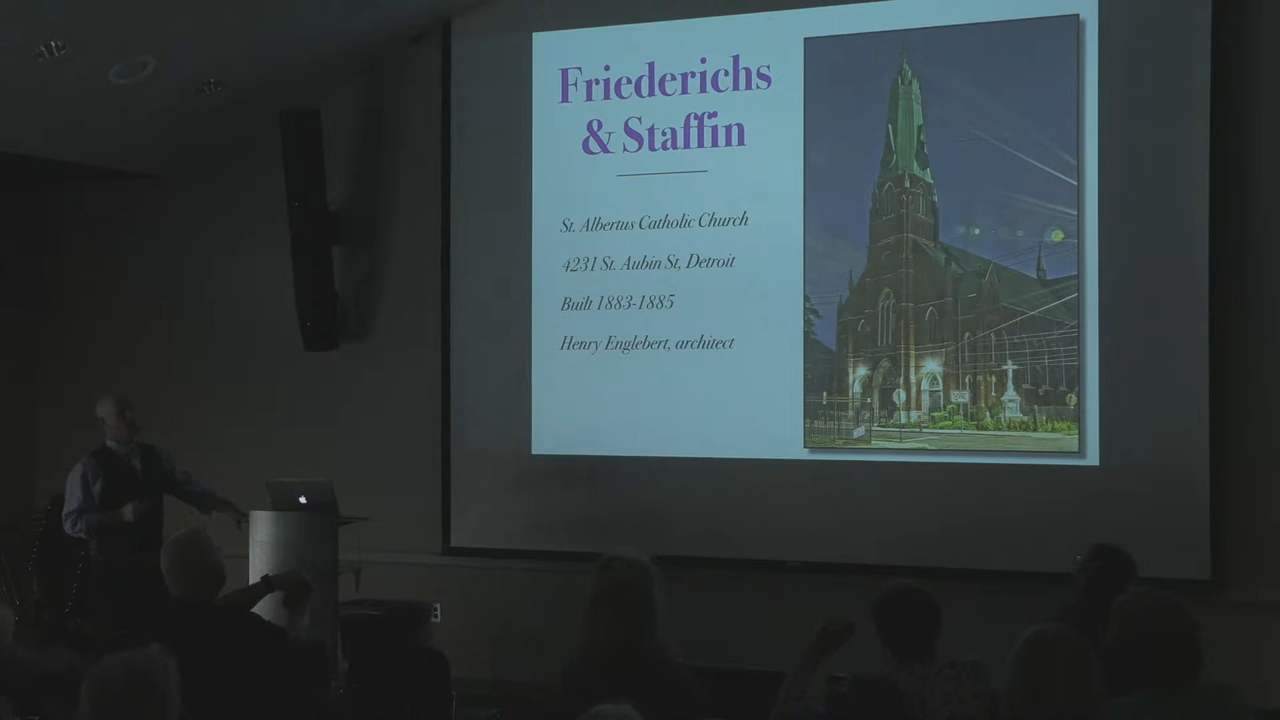 Friederichs
& Staffin
St. Albertus Catholic Church
4231 St. Aubin St, Detroit
Built 1883-1885
Henry Englebert, architect